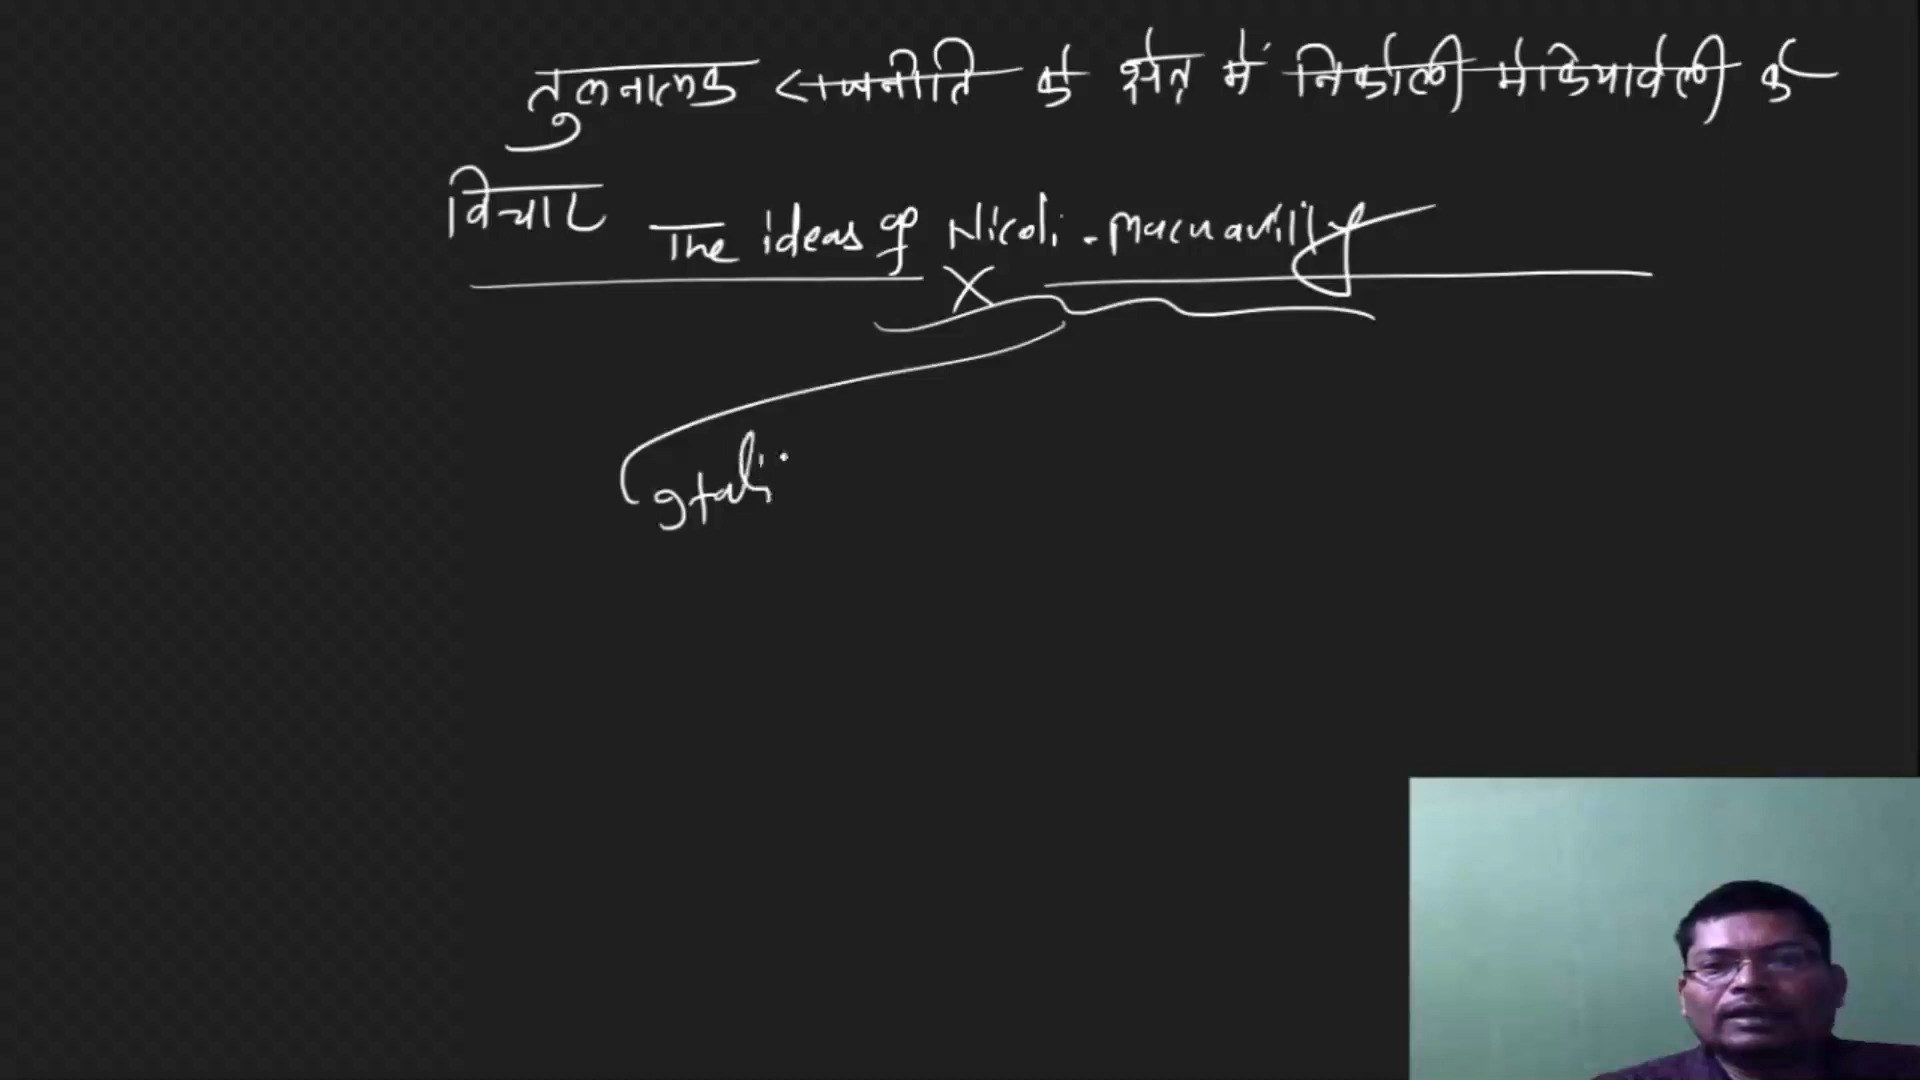 तुलनात्मक राजनीति के क्षेत्र में निकोली मेकियावेली के
विचार The ideas of Nicoli - Macuavilly
Itali